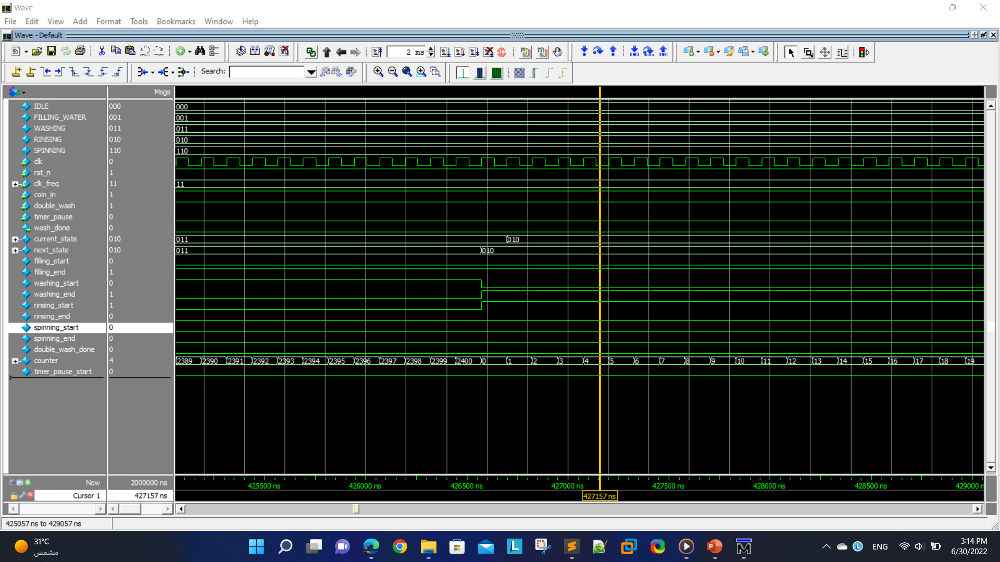 Wave
File Edit View Add Format Tools Bookmarks Window Help
Wave - Default
2 ms
Search:
Msgs
IDLE 000 000
FILLING_WATER 001 001
WASHING 011 011
RINSING 010 010
SPINNING 110 110
clk 0
rst_n 1
clk_freq 11 11
coin_in 1
double_wash 1
timer_pause 0
wash_done 0
current_state 010 011 010
next_state 010 011 010
filling_start 0
filling_end 1
washing_start 0
washing_end 1
rinsing_start 1
rinsing_end 0
spinning_start 0
spinning_end 0
double_wash_done 0
counter 4 2389 2390 2391 2392 2393 2394 2395 2396 2397 2398 2399 2400 0 1 2 3 4 5 6 7 8 9 10 11 12 13 14 15 16 17 18 19
timer_pause_start 0
Now 2000000 ns 425500 ns 426000 ns 426500 ns 427000 ns 427500 ns 428000 ns 428500 ns 429000 n
Cursor 1 427157 ns 427157 ns
425057 ns to 429057 ns
31°C
مشمس
ENG
3:14 PM
6/30/2022